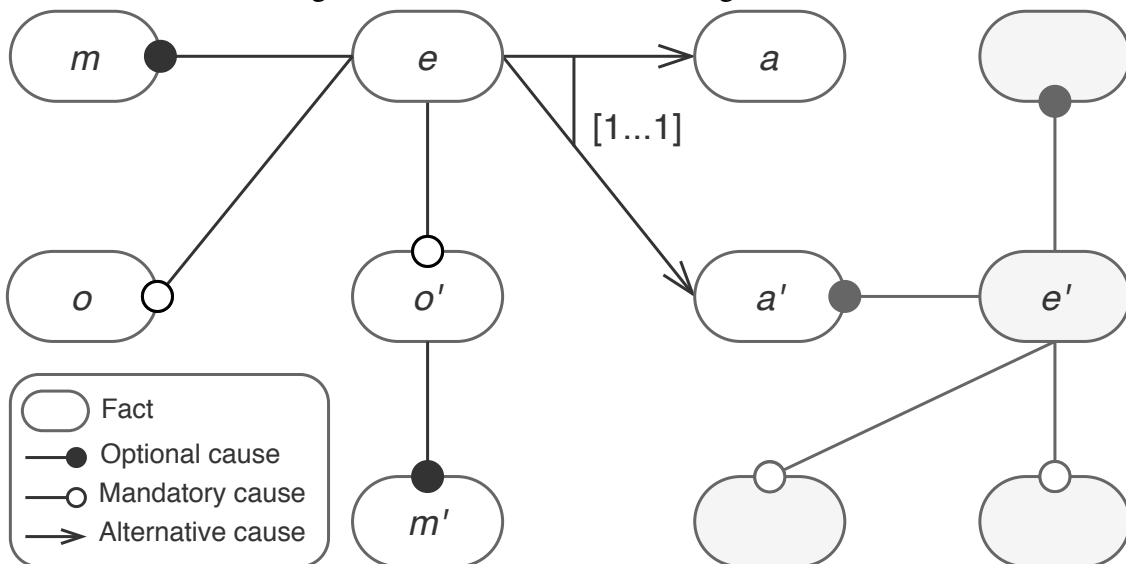 m
e
a
[1...1]
o
o'
a'
e'
Fact
Optional cause
Mandatory cause
Alternative cause
m'